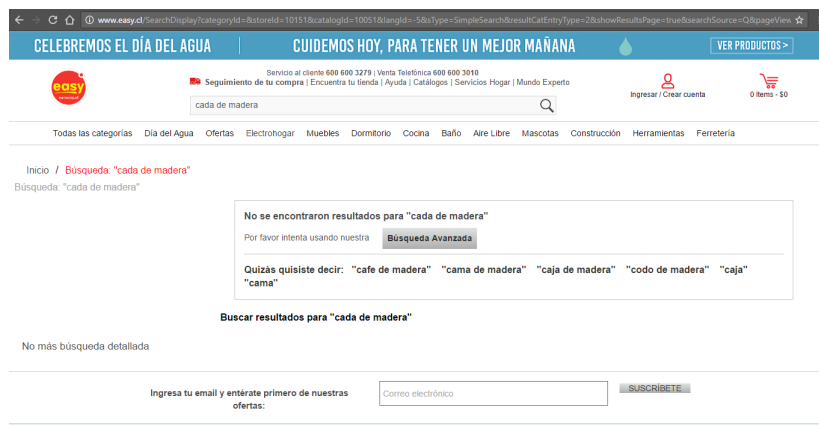 www.easy.cl/SearchDisplay?categoryId=&storeId=10151&catalogId=10051&langId=-5&sType=SimpleSearch&resultCatEntryType=2&showResultsPage=true&searchSource=Q&pageView
CELEBREMOS EL DÍA DEL AGUA
CUIDEMOS HOY, PARA TENER UN MEJOR MAÑANA
VER PRODUCTOS >
easy
Servicio al cliente 600 600 3279 | Venta Telefónica 600 600 3010
Seguimiento de tu compra | Encuentra tu tienda | Ayuda | Catálogos | Servicios Hogar | Mundo Experto
cada de madera
Ingresar / Crear cuenta
0 Items - $0
Todas las categorías Día del Agua Ofertas Electrohogar Muebles Dormitorio Cocina Baño Aire Libre Mascotas Construcción Herramientas Ferretería
Inicio / Búsqueda: "cada de madera"
Búsqueda: "cada de madera"
No se encontraron resultados para "cada de madera"
Por favor intenta usando nuestra Búsqueda Avanzada
Quizás quisiste decir: "cafe de madera" "cama de madera" "caja de madera" "codo de madera" "caja"
"cama"
Buscar resultados para "cada de madera"
No más búsqueda detallada
Ingresa tu email y entérate primero de nuestras
ofertas:
Correo electrónico
SUSCRÍBETE